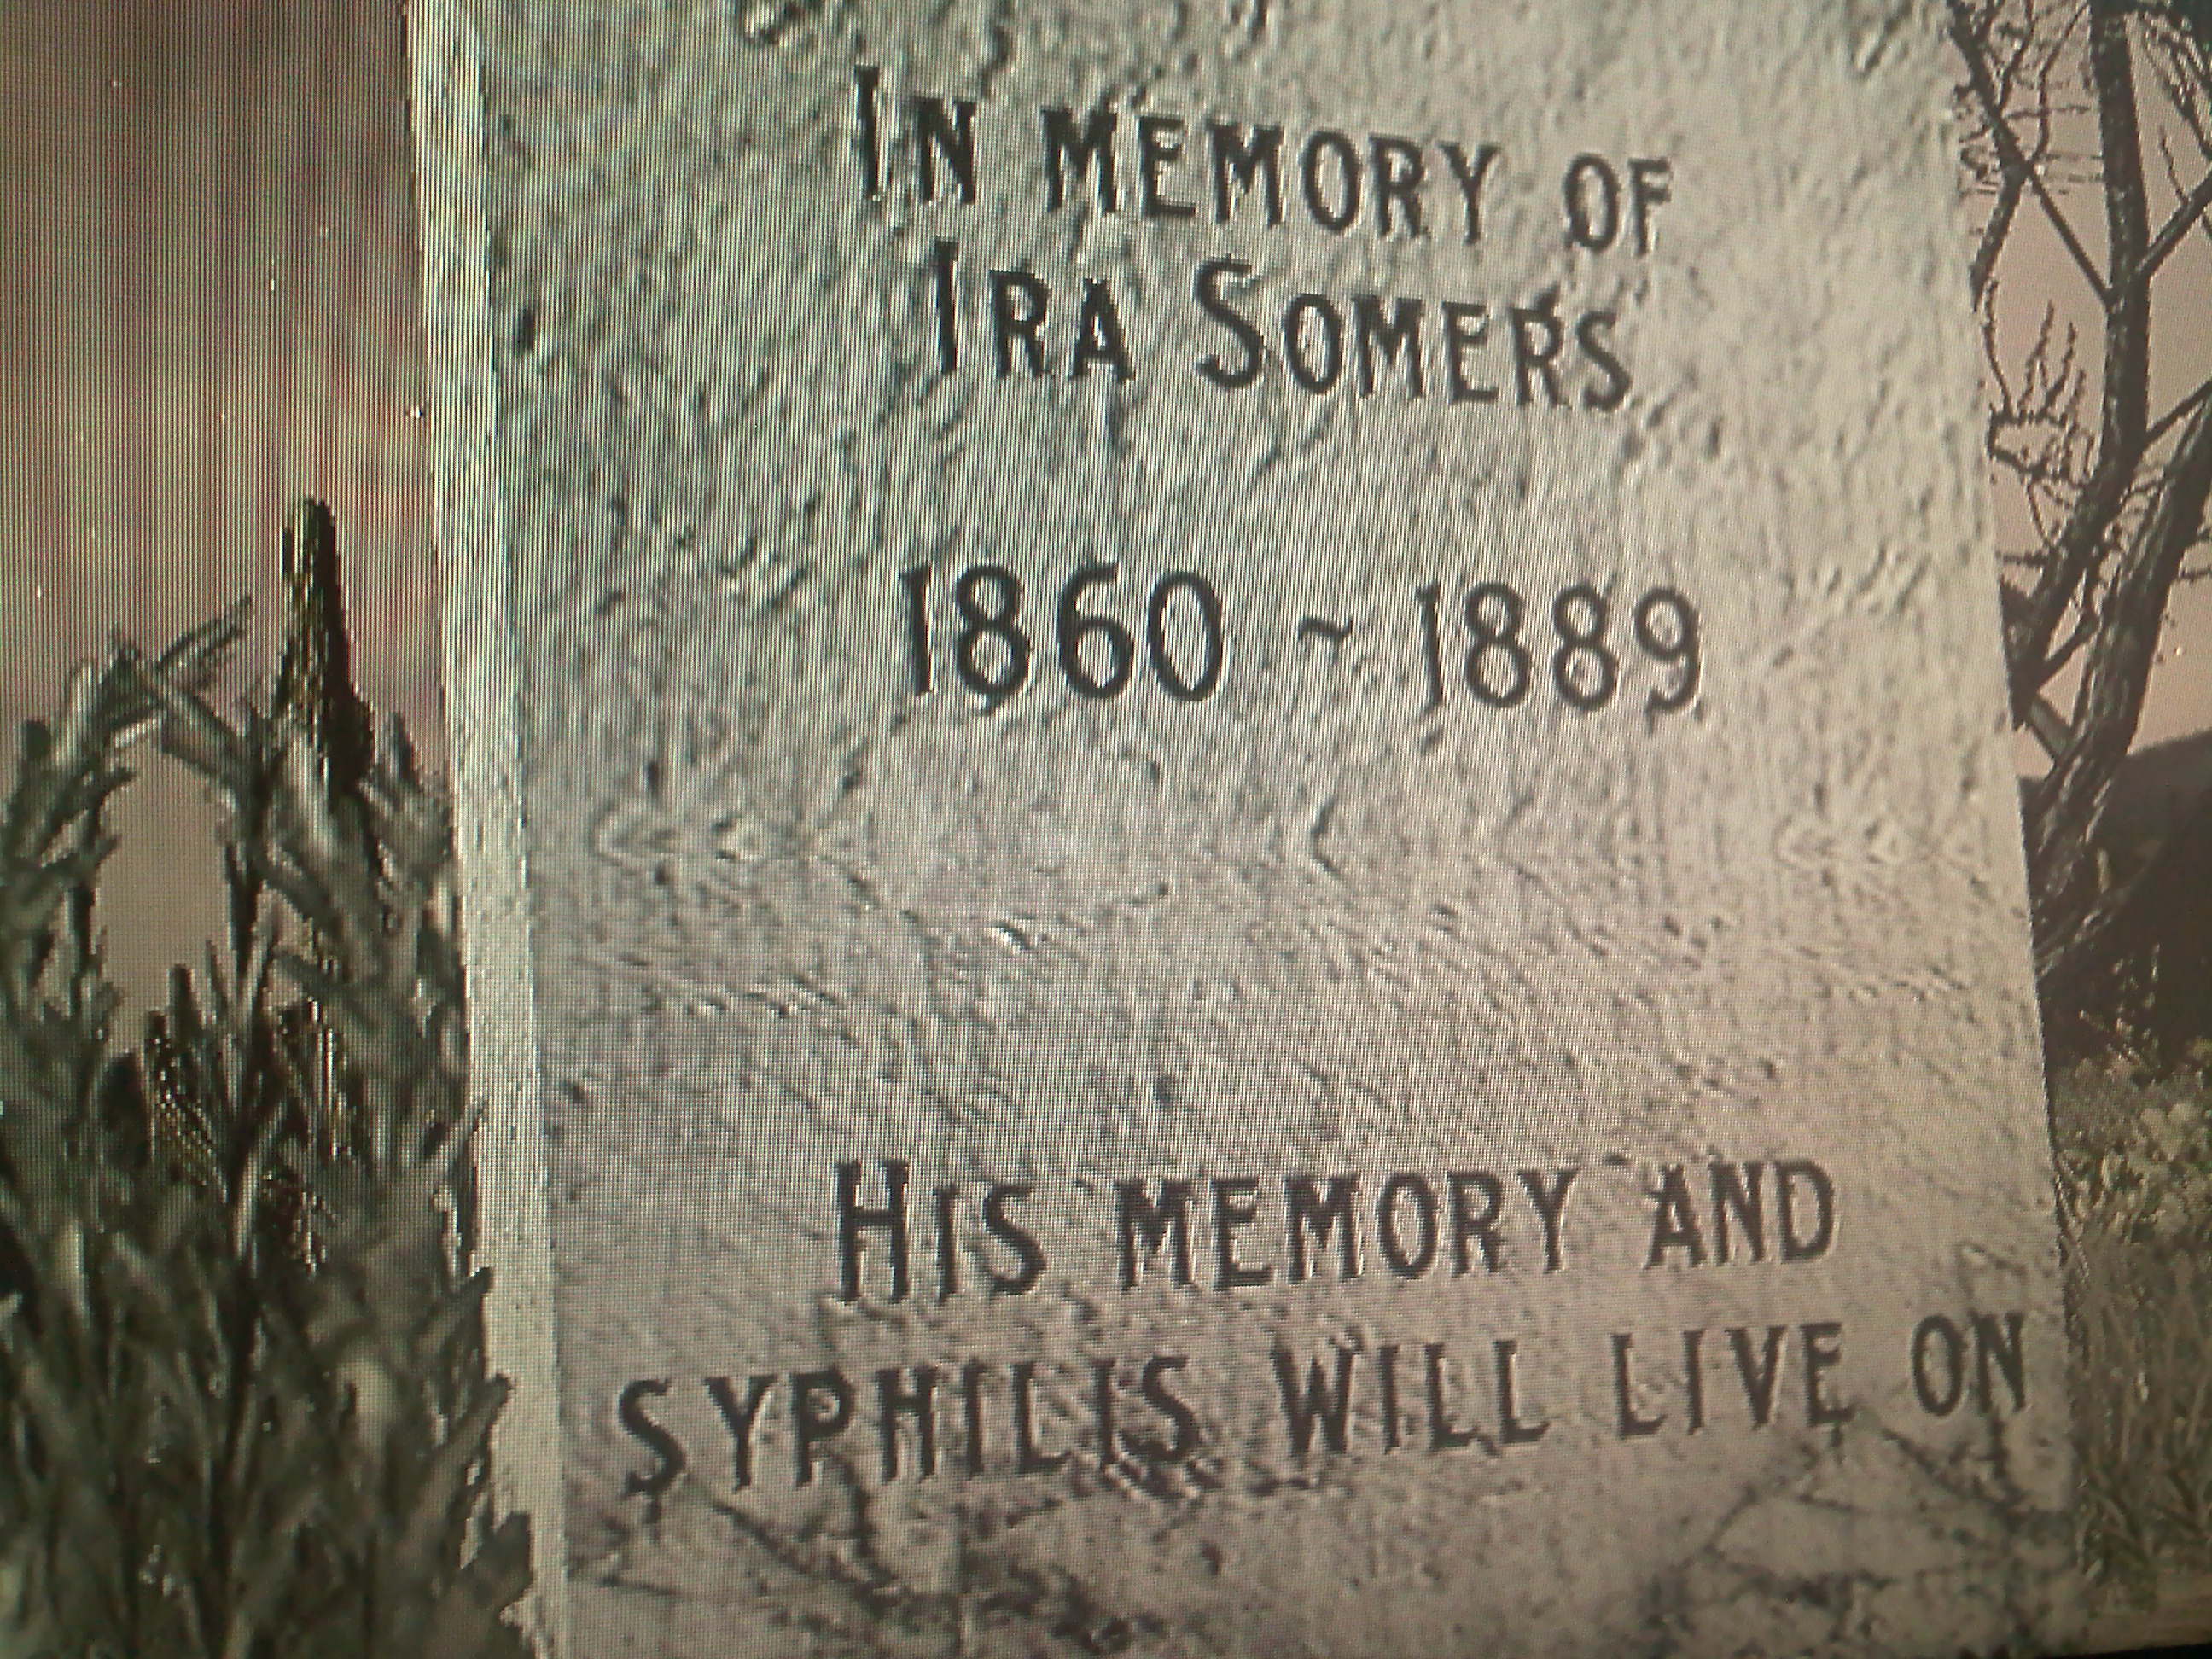 In memory of
Ira Somers
1860 ~ 1889
His memory and
syphilis will live on